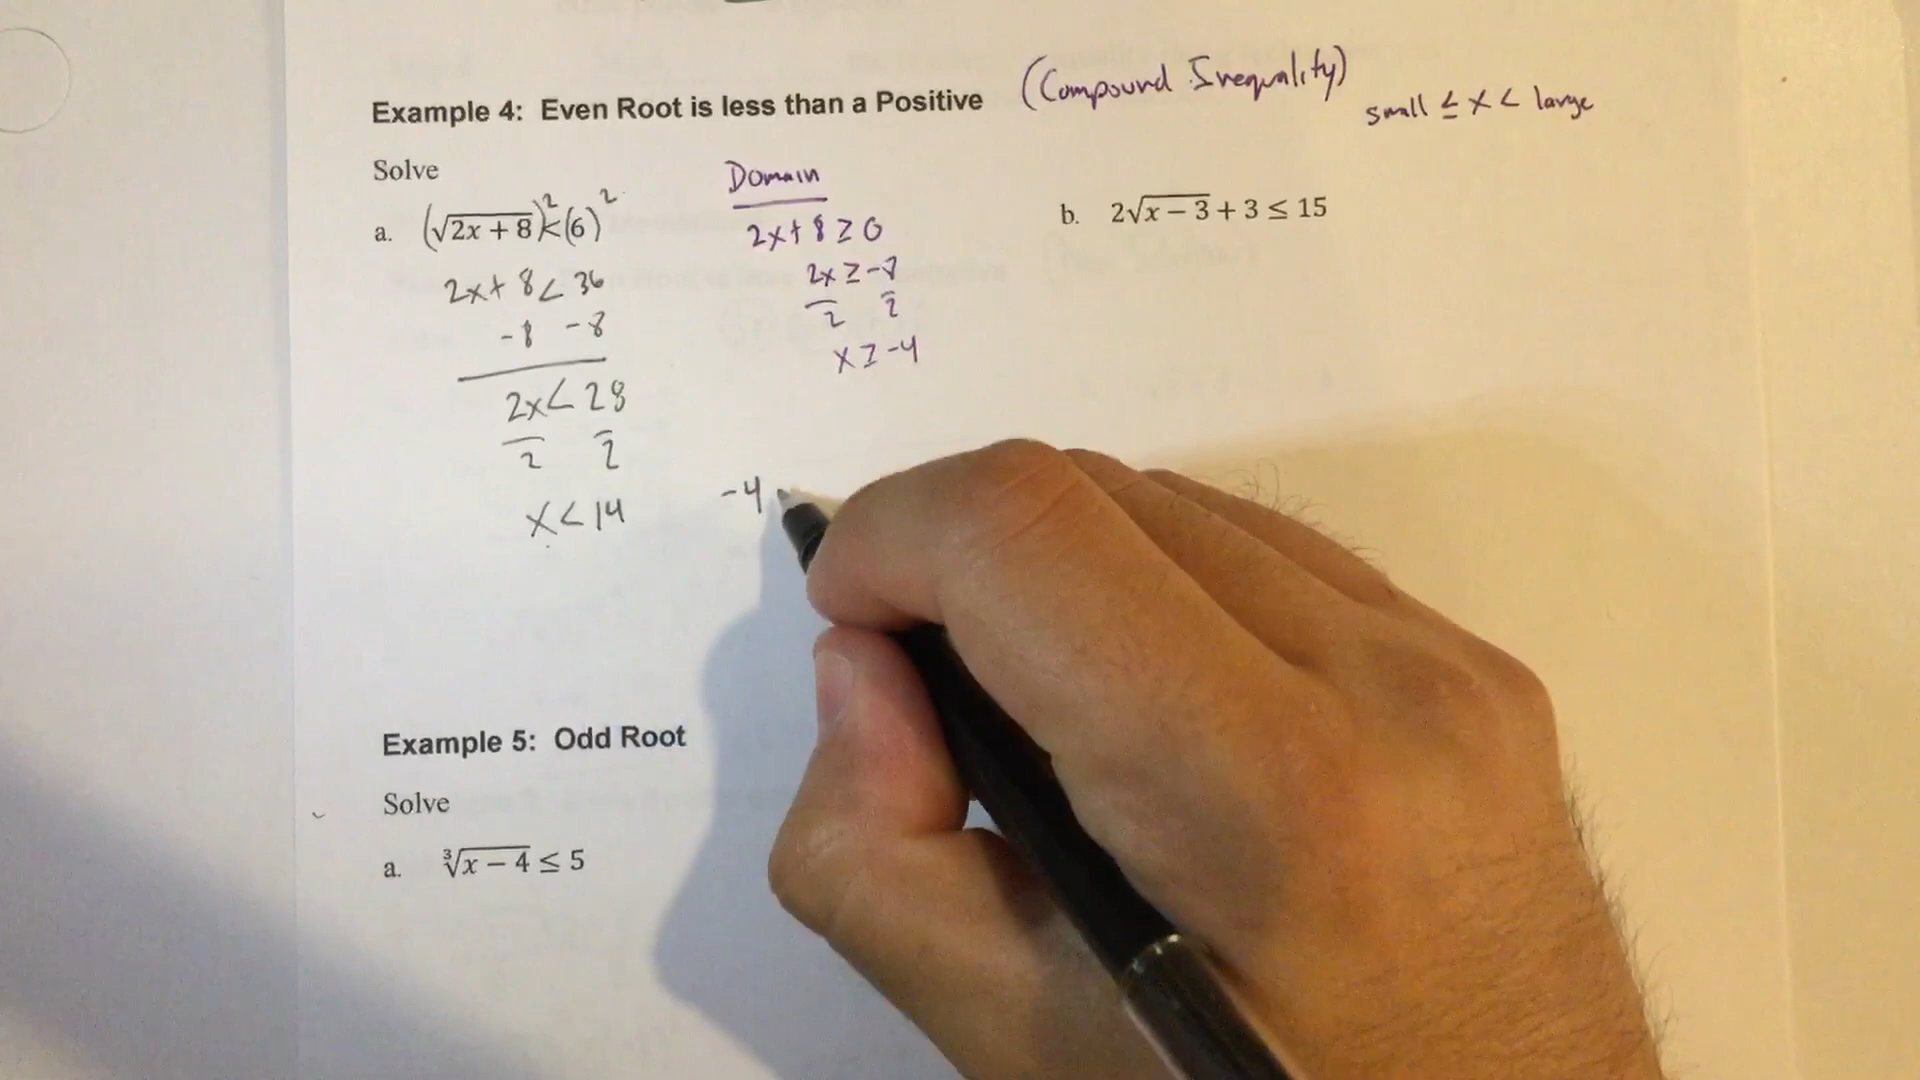 Example 4: Even Root is less than a Positive (Compound Inequality)
small ≤ x < large
Solve
a. (√2x + 8)² < (6)²
2x + 8 < 36
-8 -8
2x < 28
2 2
x < 14
Domain
2x + 8 ≥ 0
2x ≥ -8
2 2
x ≥ -4
-4
b. 2√x − 3 + 3 ≤ 15
Example 5: Odd Root
Solve
a. ∛x − 4 ≤ 5